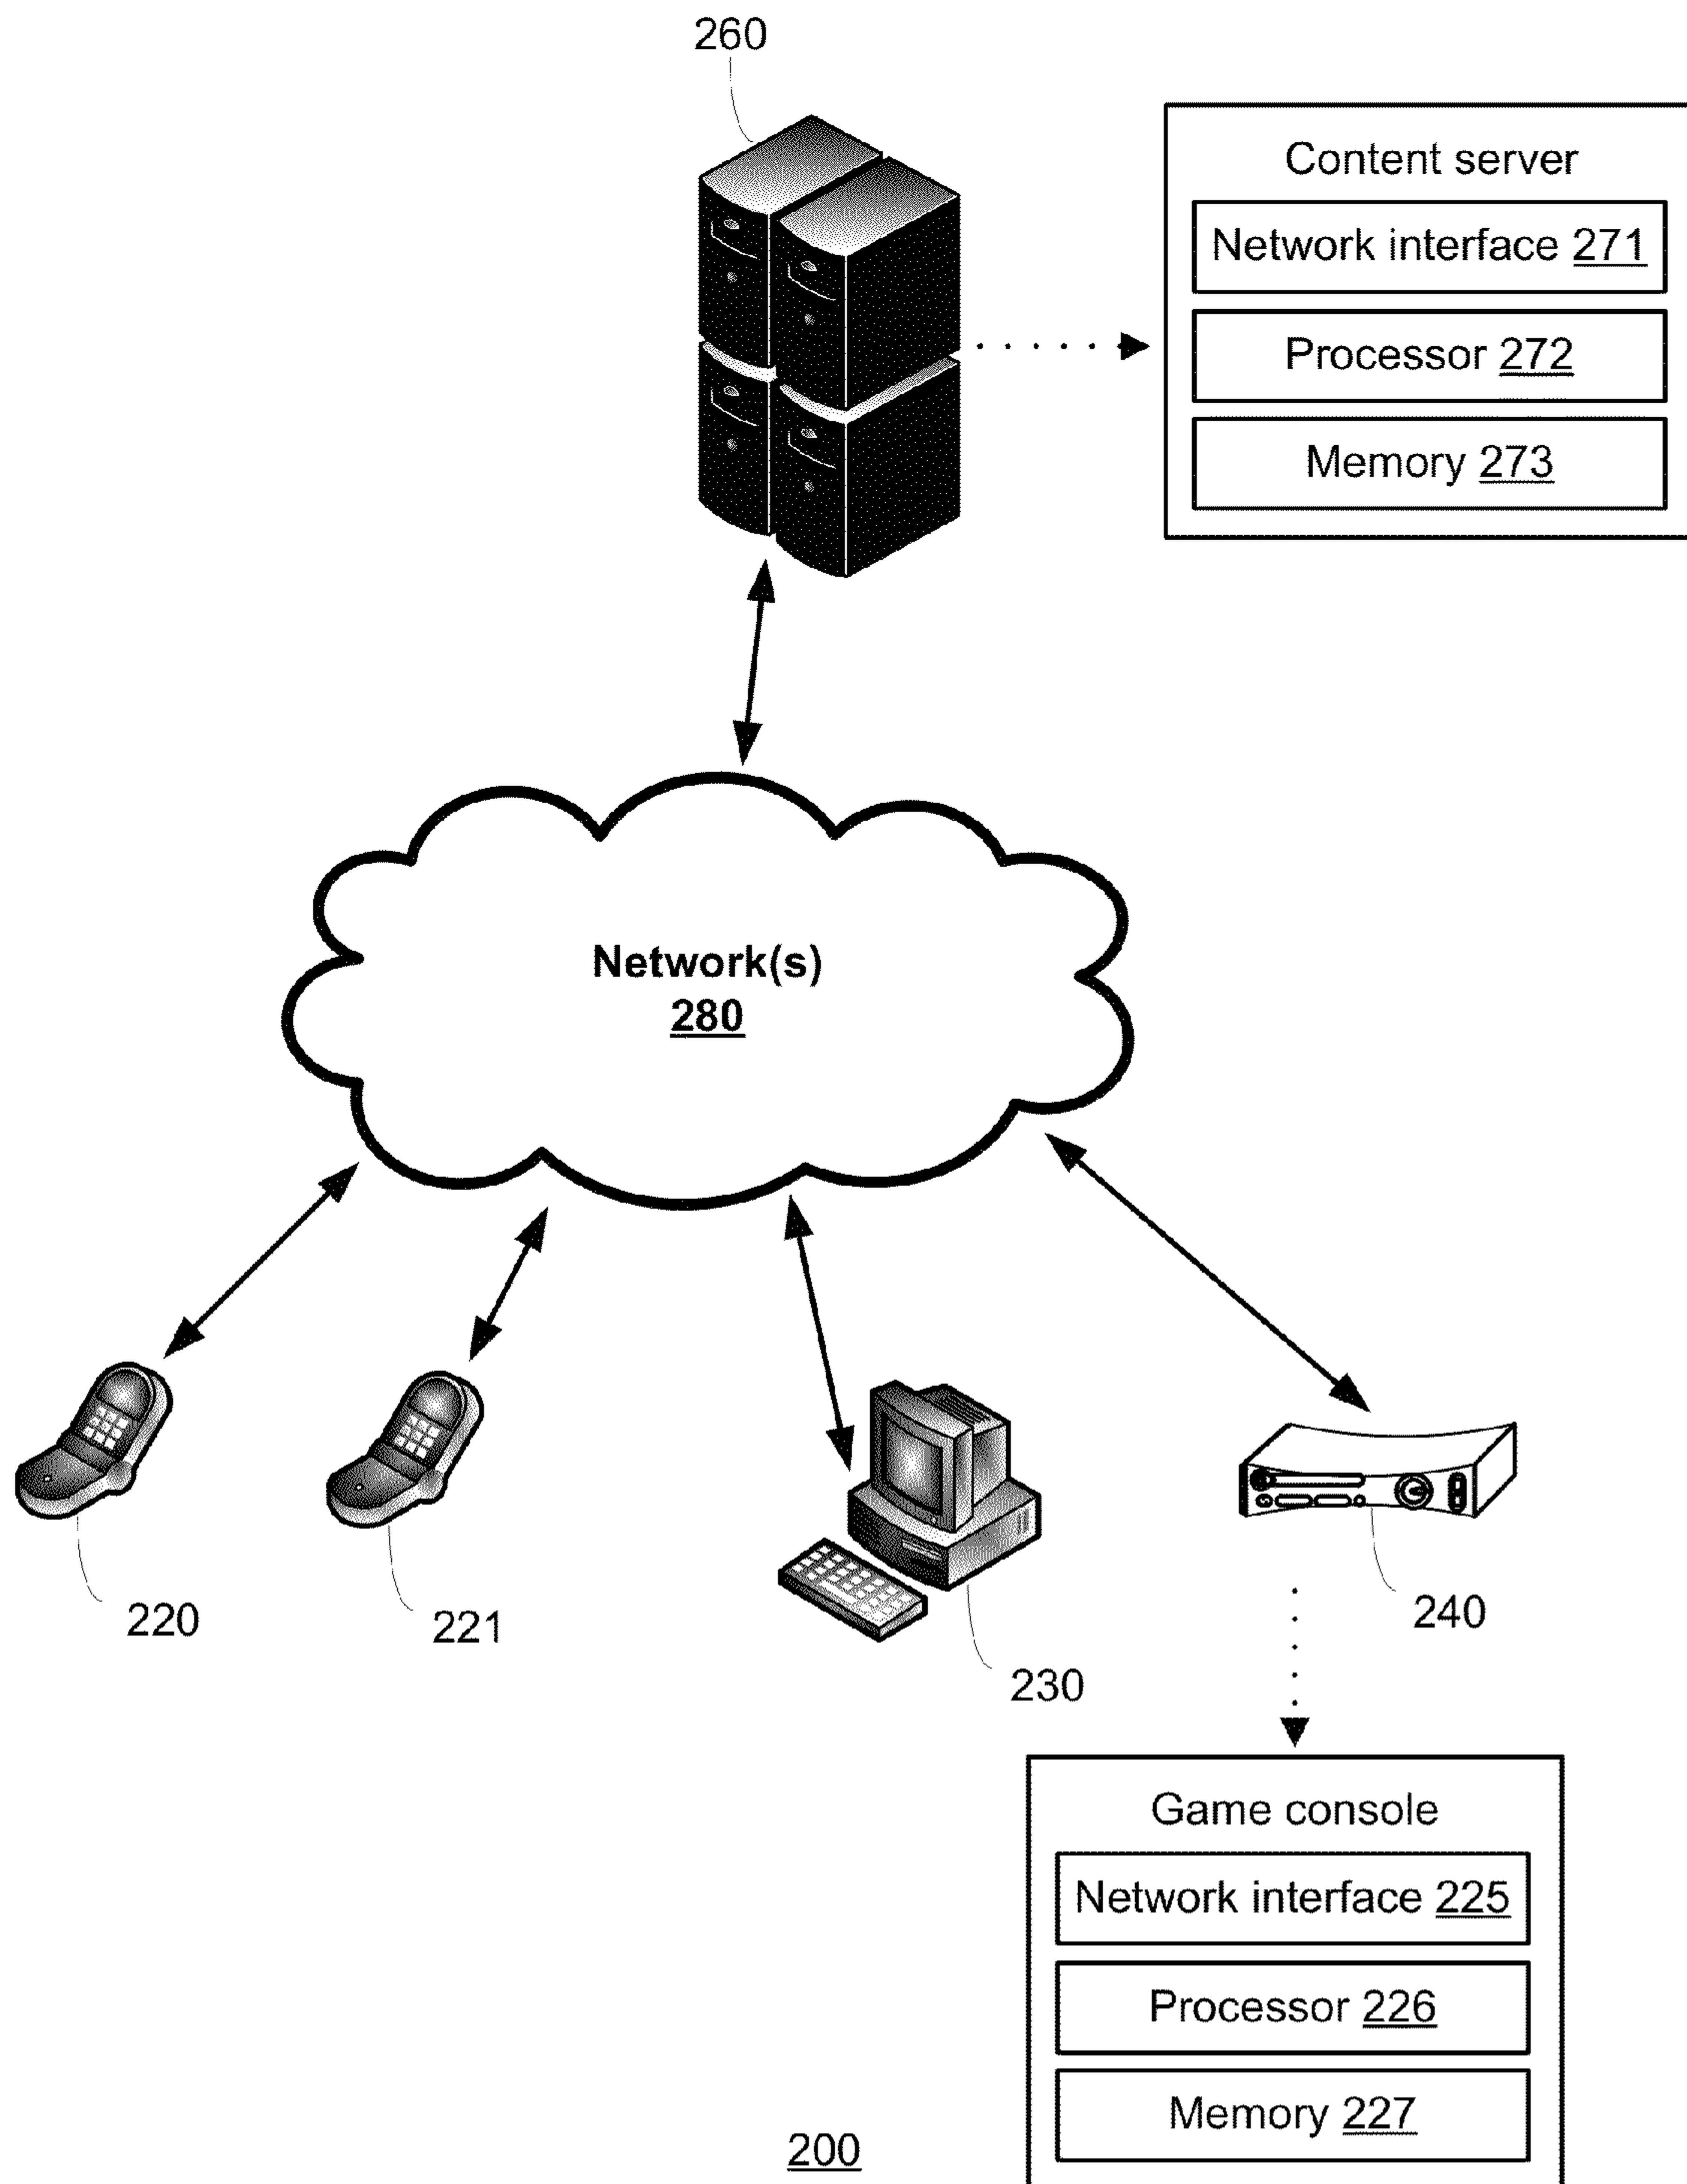 260
Content server
Network interface 271
Processor 272
Memory 273
Network(s)
280
220
221
230
240
Game console
Network interface 225
Processor 226
Memory 227
200